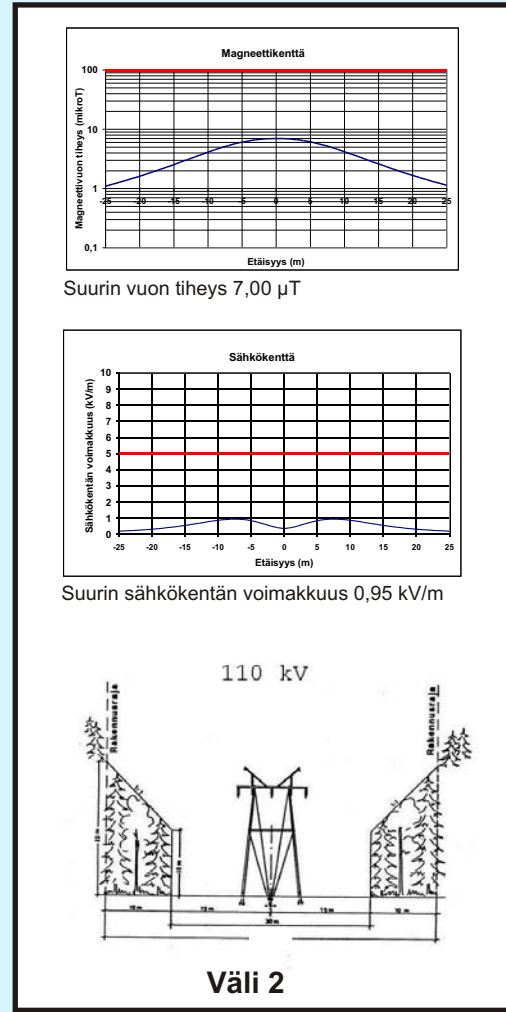 Magneettikenttä
Magneettivuon tiheys (mikroT)
100
10
1
0,1
-25 -20 -15 -10 -5 0 5 10 15 20 25
Etäisyys (m)
Suurin vuon tiheys 7,00 µT
Sähkökenttä
Sähkökentän voimakkuus (kV/m)
10
9
8
7
6
5
4
3
2
1
0
-25 -20 -15 -10 -5 0 5 10 15 20 25
Etäisyys (m)
Suurin sähkökentän voimakkuus 0,95 kV/m
110 kV
Rakennusraja
Rakennusraja
10 m 15 m 15 m 10 m
30 m
Väli 2